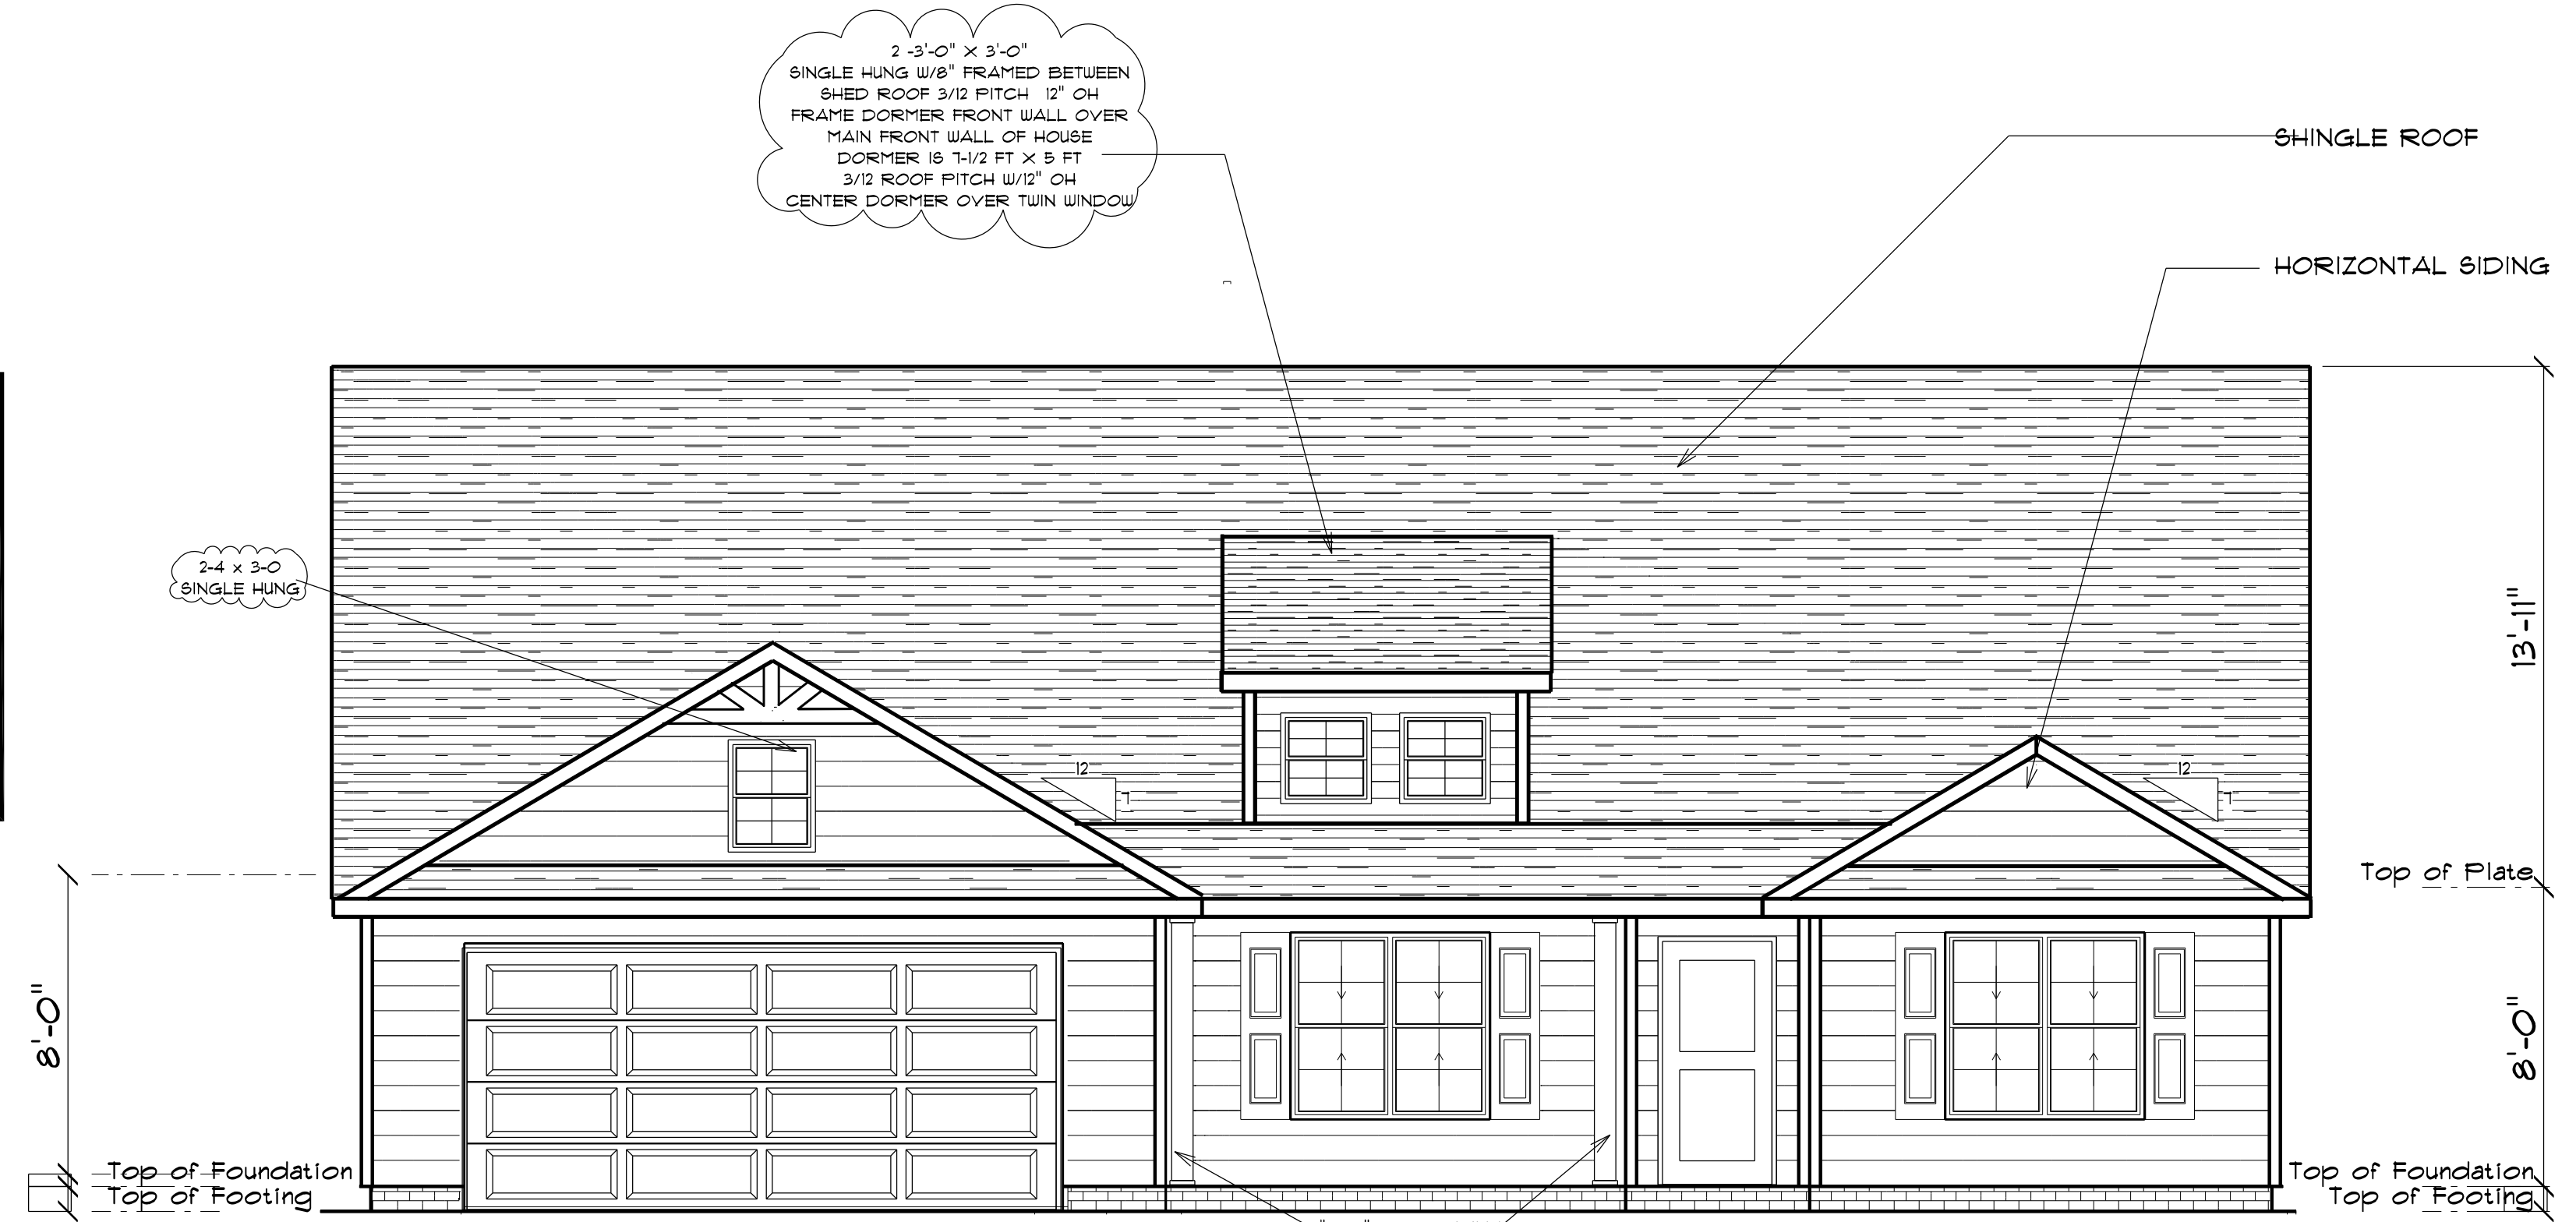 2 -3'-0" X 3'-0"
SINGLE HUNG W/8" FRAMED BETWEEN
SHED ROOF 3/12 PITCH 12" OH
FRAME DORMER FRONT WALL OVER
MAIN FRONT WALL OF HOUSE
DORMER IS 7-1/2 FT X 5 FT
3/12 ROOF PITCH W/12" OH
CENTER DORMER OVER TWIN WINDOW
SHINGLE ROOF
HORIZONTAL SIDING
2-4 x 3-0
SINGLE HUNG
13'-11"
12
7
12
7
Top of Plate
8'-0"
8'-0"
Top of Foundation
Top of Footing
Top of Foundation
Top of Footing